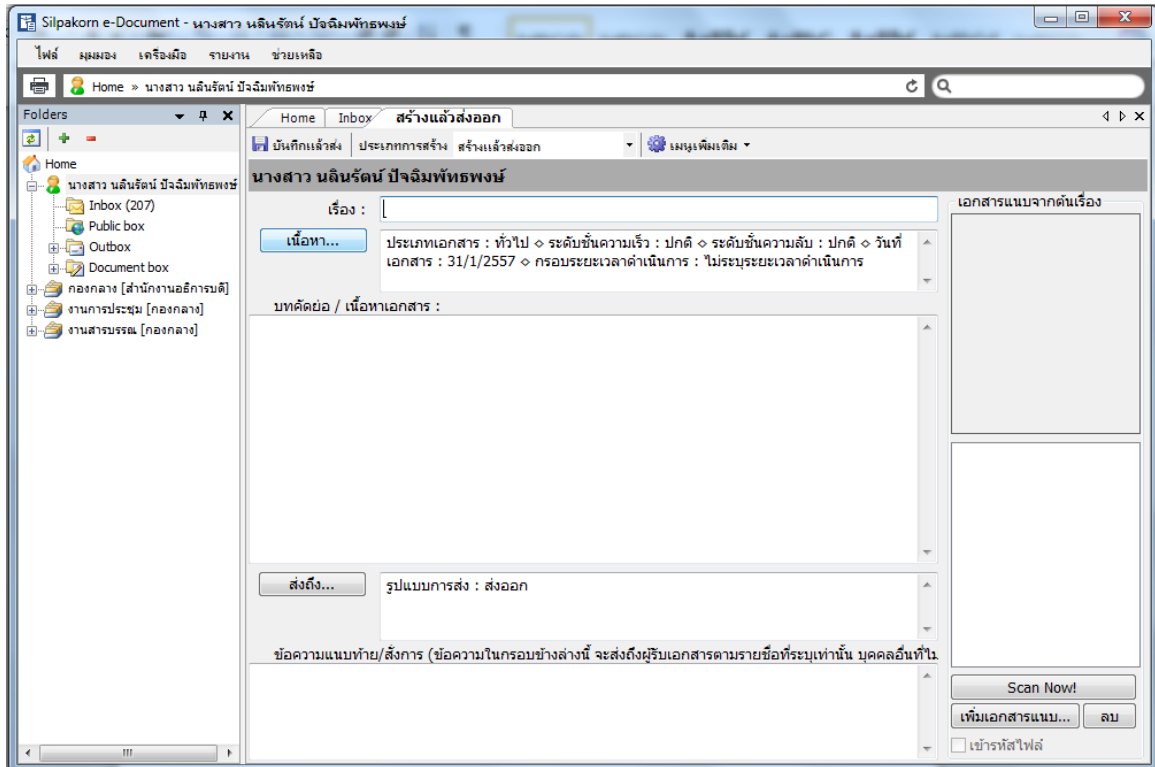 Silpakorn e-Document - นางสาว นลินรัตน์ ปัจฉิมพัทธพงษ์
ไฟล์ มุมมอง เครื่องมือ รายงาน ช่วยเหลือ
Home » นางสาว นลินรัตน์ ปัจฉิมพัทธพงษ์
Folders
Home
นางสาว นลินรัตน์ ปัจฉิมพัทธพงษ์
Inbox (207)
Public box
Outbox
Document box
กองกลาง [สำนักงานอธิการบดี]
งานการประชุม [กองกลาง]
งานสารบรรณ [กองกลาง]
Home Inbox สร้างแล้วส่งออก
บันทึกแล้วส่ง ประเภทการสร้าง สร้างแล้วส่งออก เมนูเพิ่มเติม
นางสาว นลินรัตน์ ปัจฉิมพัทธพงษ์
เรื่อง :
เนื้อหา...
ประเภทเอกสาร : ทั่วไป ◇ ระดับชั้นความเร็ว : ปกติ ◇ ระดับชั้นความลับ : ปกติ ◇ วันที่
เอกสาร : 31/1/2557 ◇ กรอบระยะเวลาดำเนินการ : ไม่ระบุระยะเวลาดำเนินการ
บทคัดย่อ / เนื้อหาเอกสาร :
ส่งถึง...
รูปแบบการส่ง : ส่งออก
ข้อความแนบท้าย/สั่งการ (ข้อความในกรอบข้างล่างนี้ จะส่งถึงผู้รับเอกสารตามรายชื่อที่ระบุเท่านั้น บุคคลอื่นที่ไม
เอกสารแนบจากต้นเรื่อง
Scan Now!
เพิ่มเอกสารแนบ... ลบ
เข้ารหัสไฟล์